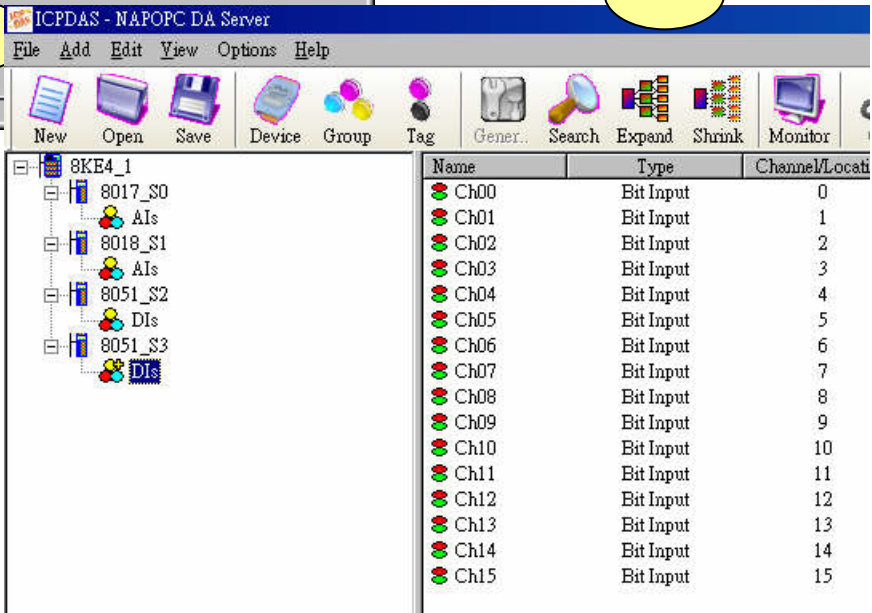 ICPDAS - NAPOPC DA Server
File Add Edit View Options Help
New Open Save Device Group Tag Gener.. Search Expand Shrink Monitor
8KE4_1
8017_S0
AIs
8018_S1
AIs
8051_S2
DIs
8051_S3
DIs
Name Type Channel/Locati
Ch00 Bit Input 0
Ch01 Bit Input 1
Ch02 Bit Input 2
Ch03 Bit Input 3
Ch04 Bit Input 4
Ch05 Bit Input 5
Ch06 Bit Input 6
Ch07 Bit Input 7
Ch08 Bit Input 8
Ch09 Bit Input 9
Ch10 Bit Input 10
Ch11 Bit Input 11
Ch12 Bit Input 12
Ch13 Bit Input 13
Ch14 Bit Input 14
Ch15 Bit Input 15